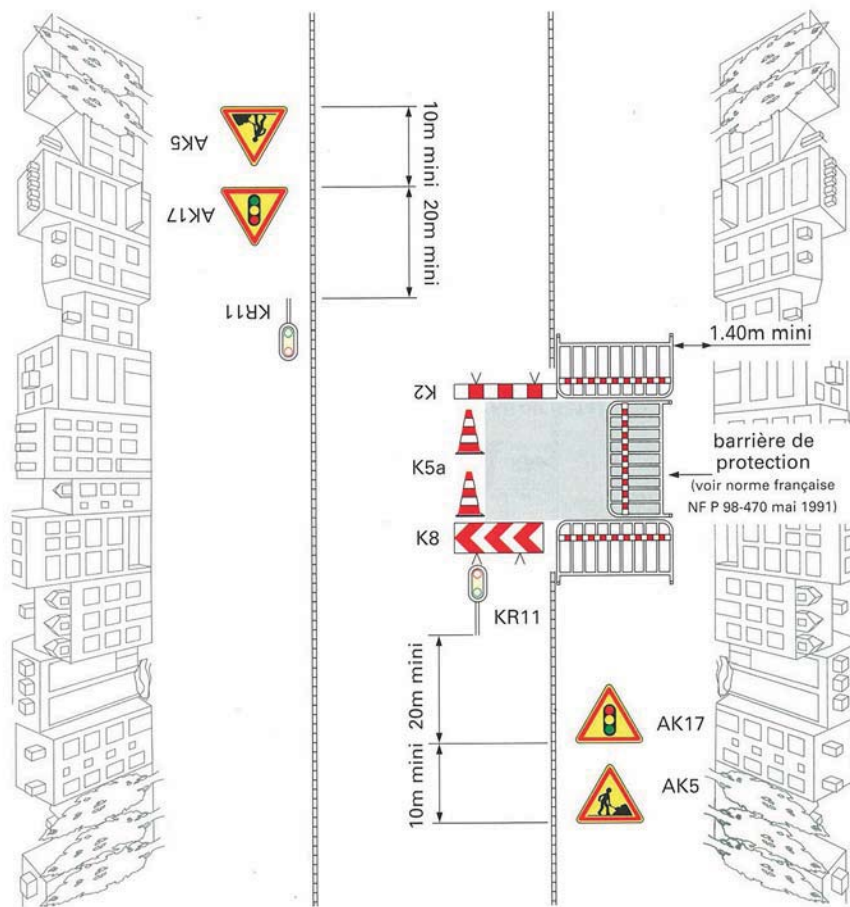 AK5
10m mini
AK17
20m mini
KR11
1.40m mini
K2
K5a
barrière de
protection
(voir norme française
NF P 98-470 mai 1991)
K8
KR11
20m mini
AK17
10m mini
AK5